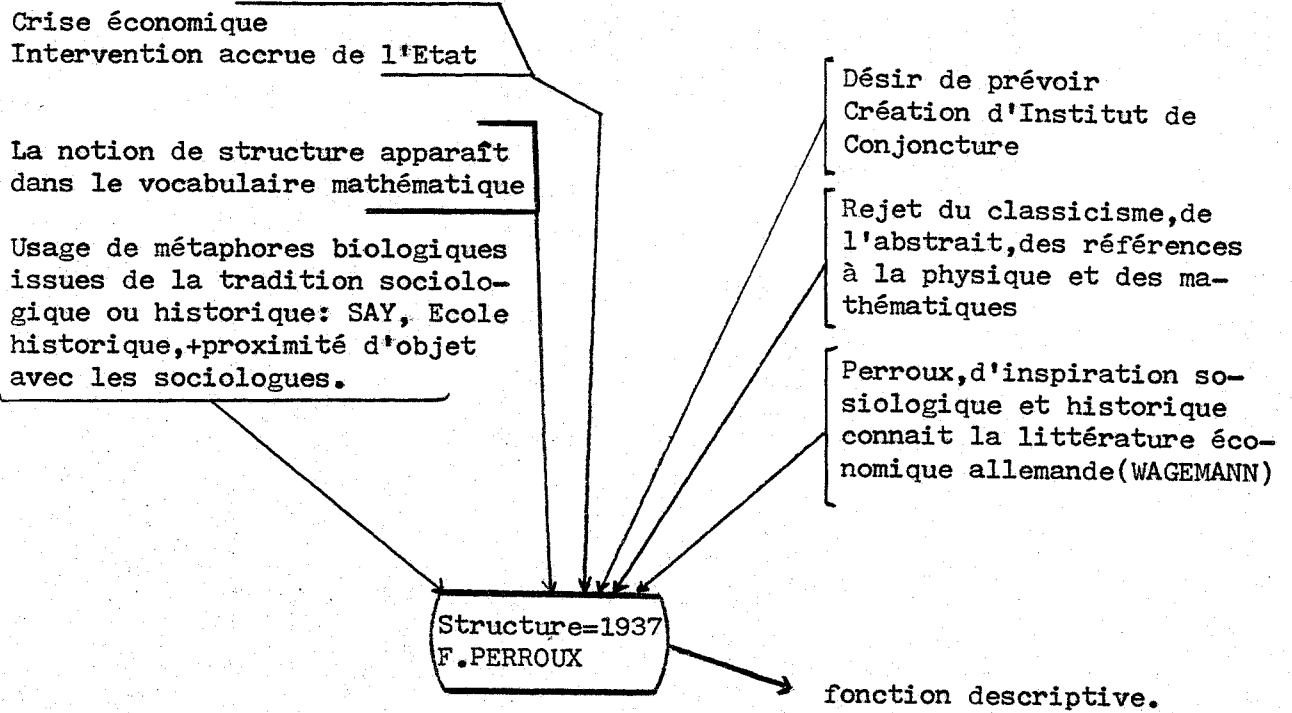 Crise économique
Intervention accrue de l'Etat
La notion de structure apparaît
dans le vocabulaire mathématique
Usage de métaphores biologiques
issues de la tradition sociolo-
gique ou historique: SAY, Ecole
historique,+proximité d'objet
avec les sociologues.
Désir de prévoir
Création d'Institut de
Conjoncture
Rejet du classicisme,de
l'abstrait,des références
à la physique et des ma-
thématiques
Perroux,d'inspiration so-
siologique et historique
connait la littérature éco-
nomique allemande(WAGEMANN)
Structure=1937
F.PERROUX
fonction descriptive.